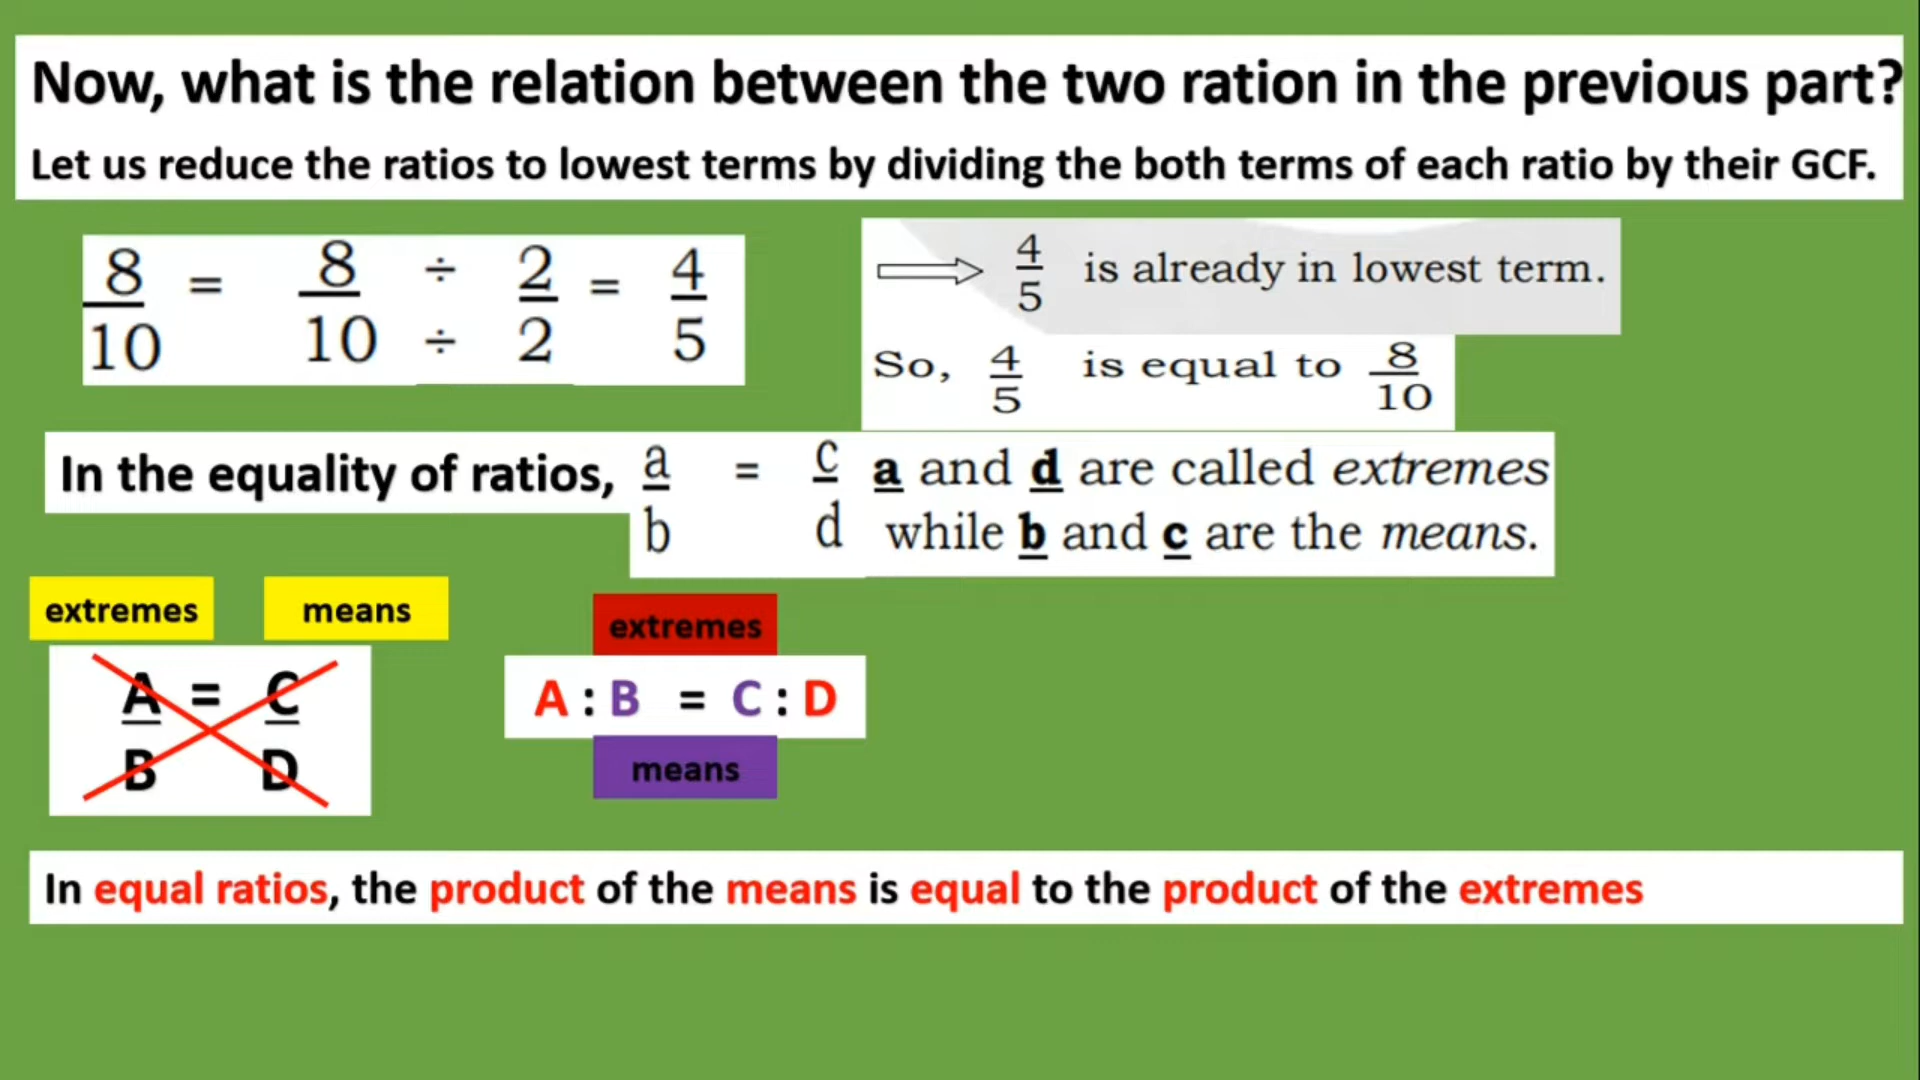 Now, what is the relation between the two ration in the previous part?
Let us reduce the ratios to lowest terms by dividing the both terms of each ratio by their GCF.
8/10 = 8/10 ÷/÷ 2/2 = 4/5
4/5 is already in lowest term.
So, 4/5 is equal to 8/10
In the equality of ratios, a/b = c/d a and d are called extremes
while b and c are the means.
extremes means
A/B = C/D
extremes
A : B = C : D
means
In equal ratios, the product of the means is equal to the product of the extremes